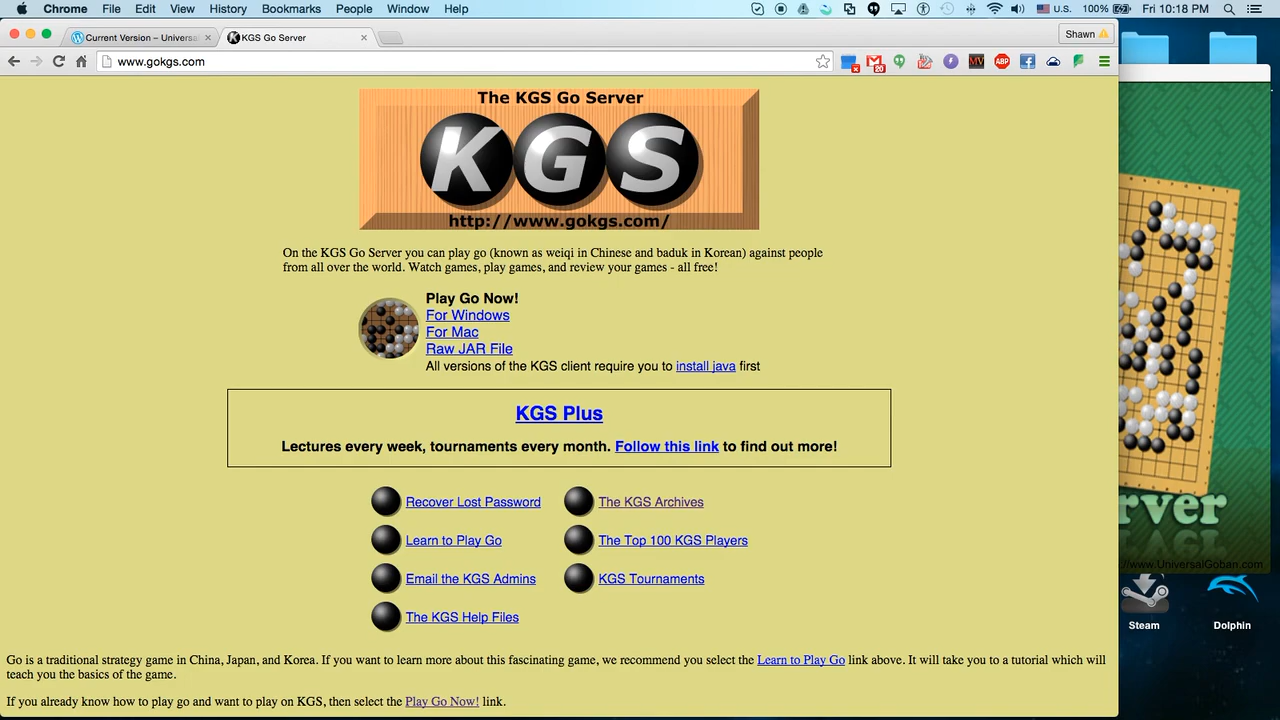 Chrome File Edit View History Bookmarks People Window Help U.S. 100% Fri 10:18 PM
Current Version – Universa KGS Go Server Shawn
www.gokgs.com 20 MV ABP
The KGS Go Server
KGS
http://www.gokgs.com/
On the KGS Go Server you can play go (known as weiqi in Chinese and baduk in Korean) against people
from all over the world. Watch games, play games, and review your games - all free!
Play Go Now!
For Windows
For Mac
Raw JAR File
All versions of the KGS client require you to install java first
KGS Plus
Lectures every week, tournaments every month. Follow this link to find out more!
Recover Lost Password The KGS Archives
Learn to Play Go The Top 100 KGS Players
Email the KGS Admins KGS Tournaments
The KGS Help Files
Go is a traditional strategy game in China, Japan, and Korea. If you want to learn more about this fascinating game, we recommend you select the Learn to Play Go link above. It will take you to a tutorial which will
teach you the basics of the game.
If you already know how to play go and want to play on KGS, then select the Play Go Now! link.
rver
//www.UniversalGoban.com
Steam Dolphin